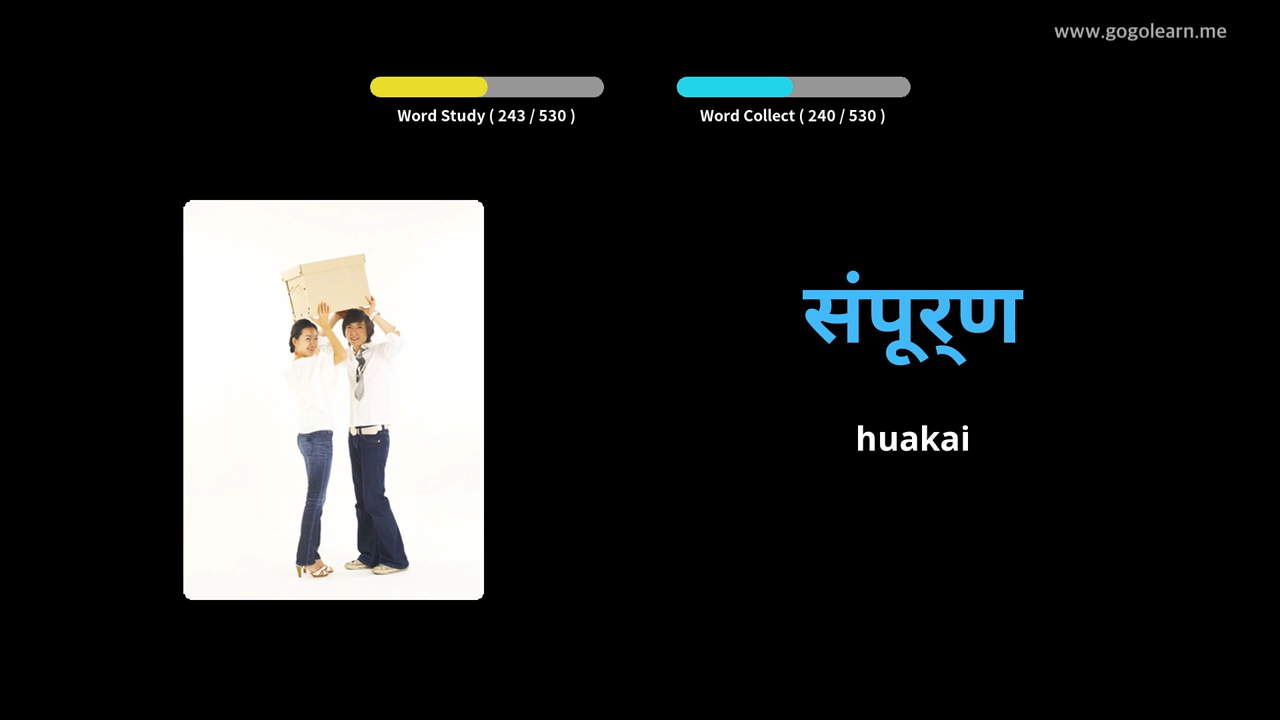 www.gogolearn.me
Word Study ( 243 / 530 )
Word Collect ( 240 / 530 )
संपूर्ण
huakai